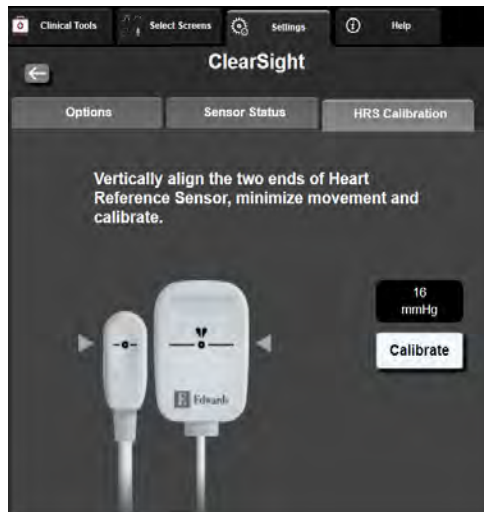 Clinical Tools Select Screens Settings Help
ClearSight
Options Sensor Status HRS Calibration
Vertically align the two ends of Heart
Reference Sensor, minimize movement and
calibrate.
16
mmHg
Calibrate
E Edwards